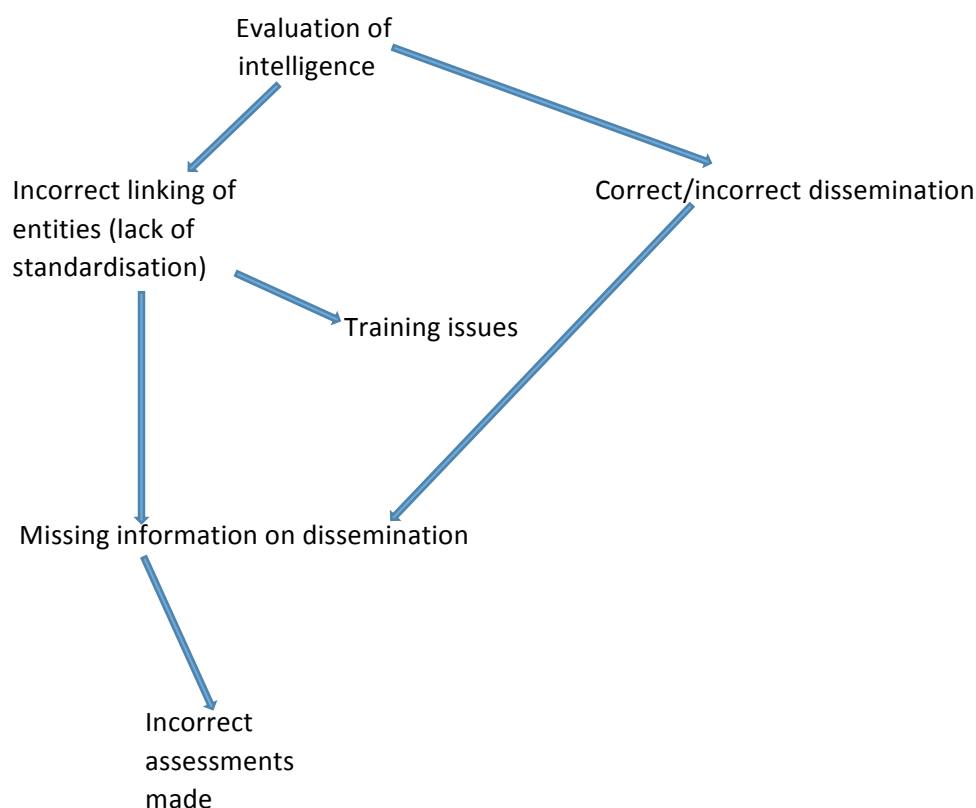 Evaluation of
intelligence
Incorrect linking of
entities (lack of
standardisation)
Correct/incorrect dissemination
Training issues
Missing information on dissemination
Incorrect
assessments
made